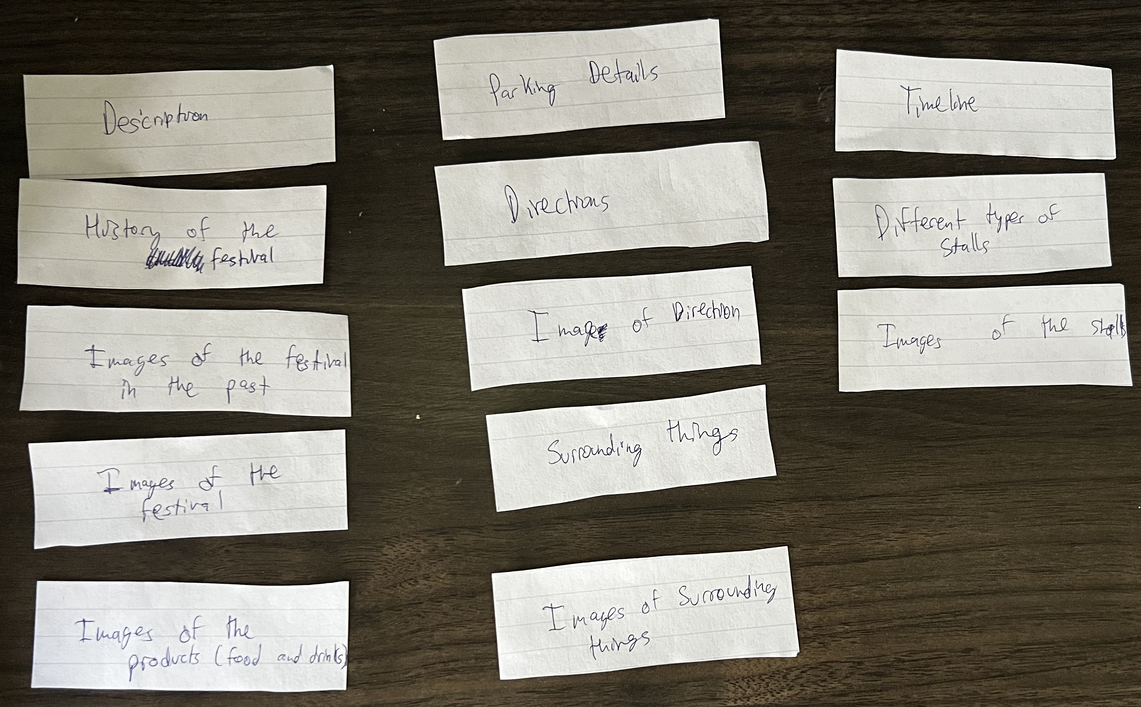 Description
History of the
festival
Images of the festival
in the past
Images of the
festival
Images of the
products (food and drinks)
Parking Details
Directions
Image of Direction
Surrounding things
Images of Surrounding
things
Timeline
Different types of
Stalls
Images of the stalls